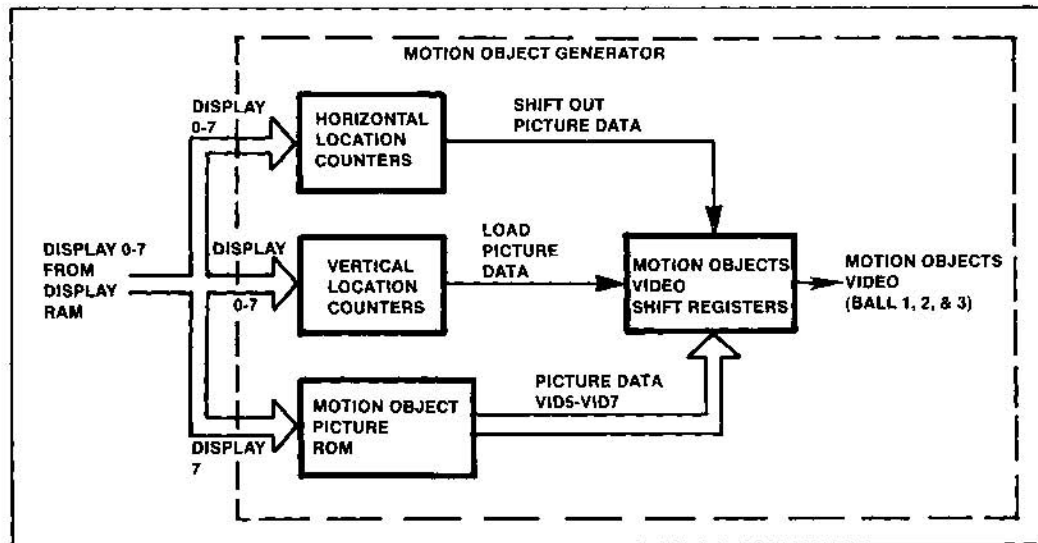 MOTION OBJECT GENERATOR
DISPLAY
0-7
HORIZONTAL
LOCATION
COUNTERS
SHIFT OUT
PICTURE DATA
DISPLAY 0-7
FROM
DISPLAY
RAM
DISPLAY
0-7
VERTICAL
LOCATION
COUNTERS
LOAD
PICTURE
DATA
MOTION OBJECTS
VIDEO
SHIFT REGISTERS
MOTION OBJECTS
VIDEO
(BALL 1, 2, & 3)
DISPLAY
7
MOTION OBJECT
PICTURE
ROM
PICTURE DATA
VID5-VID7